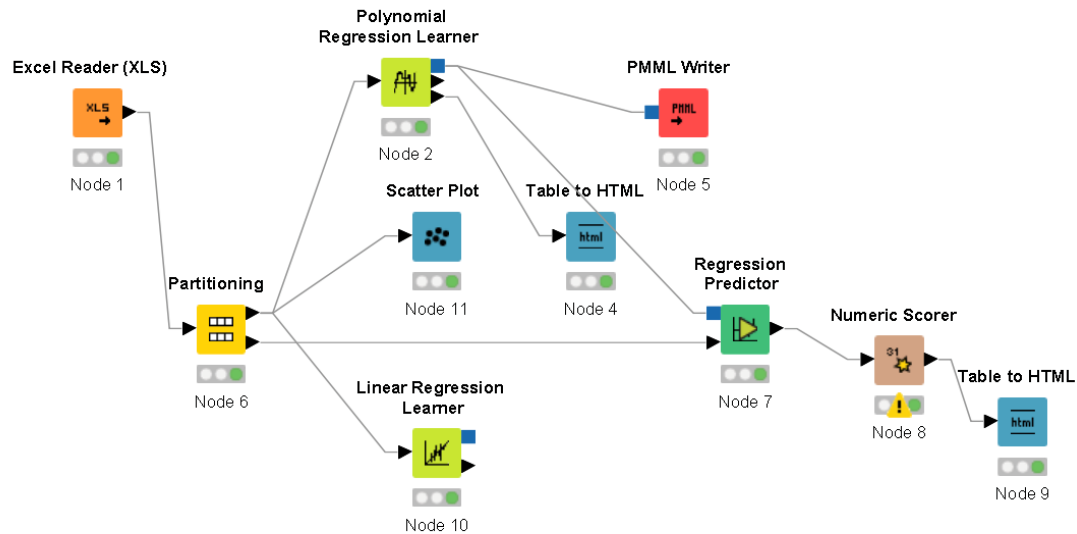 Polynomial
Regression Learner
Excel Reader (XLS)
PMML Writer
XLS
PMML
Node 2
Node 1
Node 5
Scatter Plot
Table to HTML
html
Regression
Predictor
Partitioning
Node 11
Node 4
Numeric Scorer
Linear Regression
Learner
Node 6
Node 7
Table to HTML
html
Node 8
Node 9
Node 10